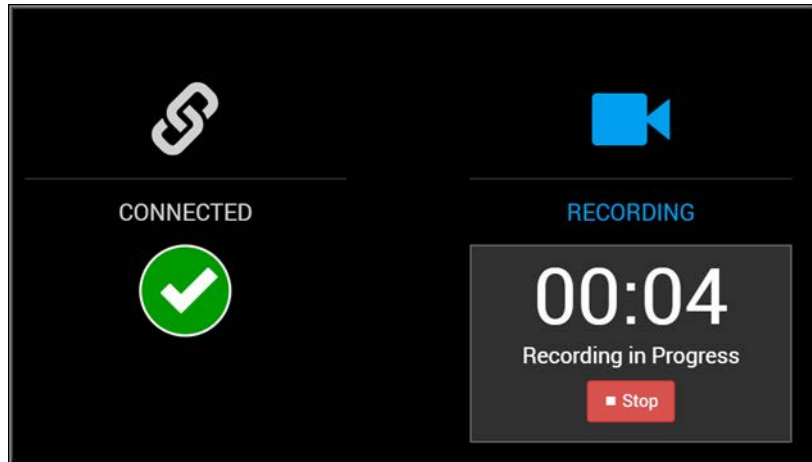 CONNECTED
RECORDING
00:04
Recording in Progress
Stop